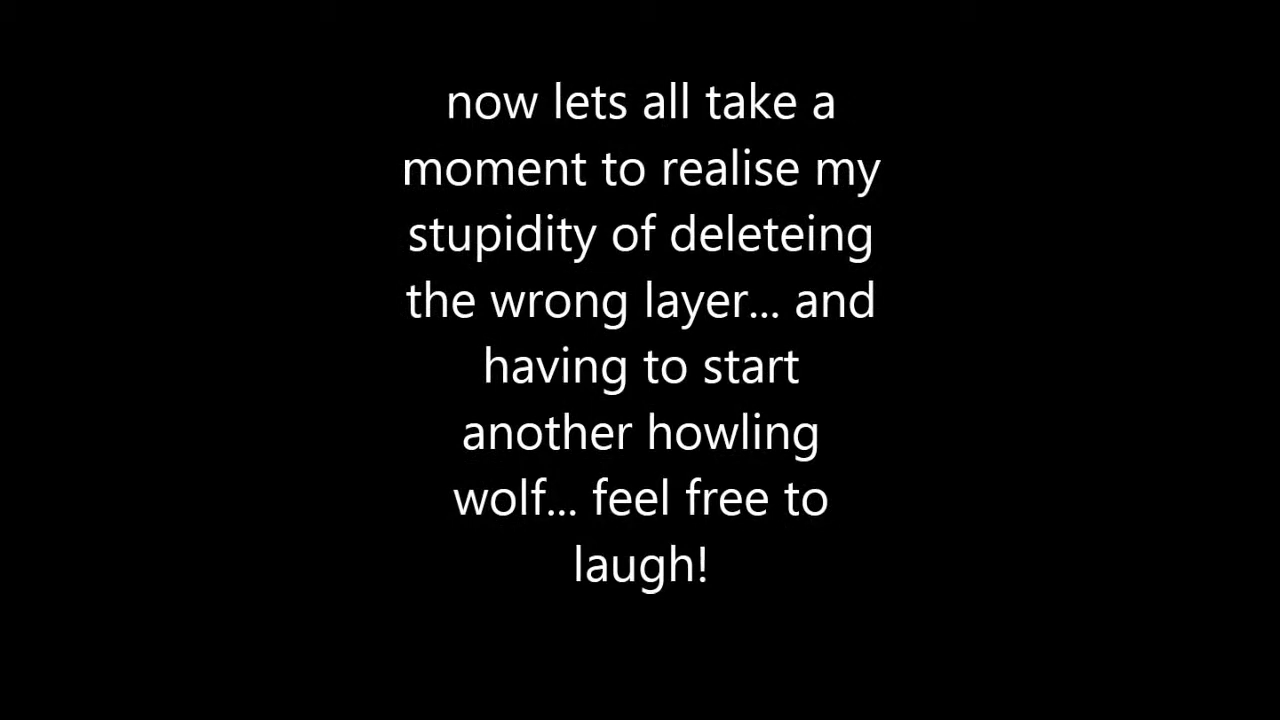 now lets all take a
moment to realise my
stupidity of deleteing
the wrong layer... and
having to start
another howling
wolf... feel free to
laugh!